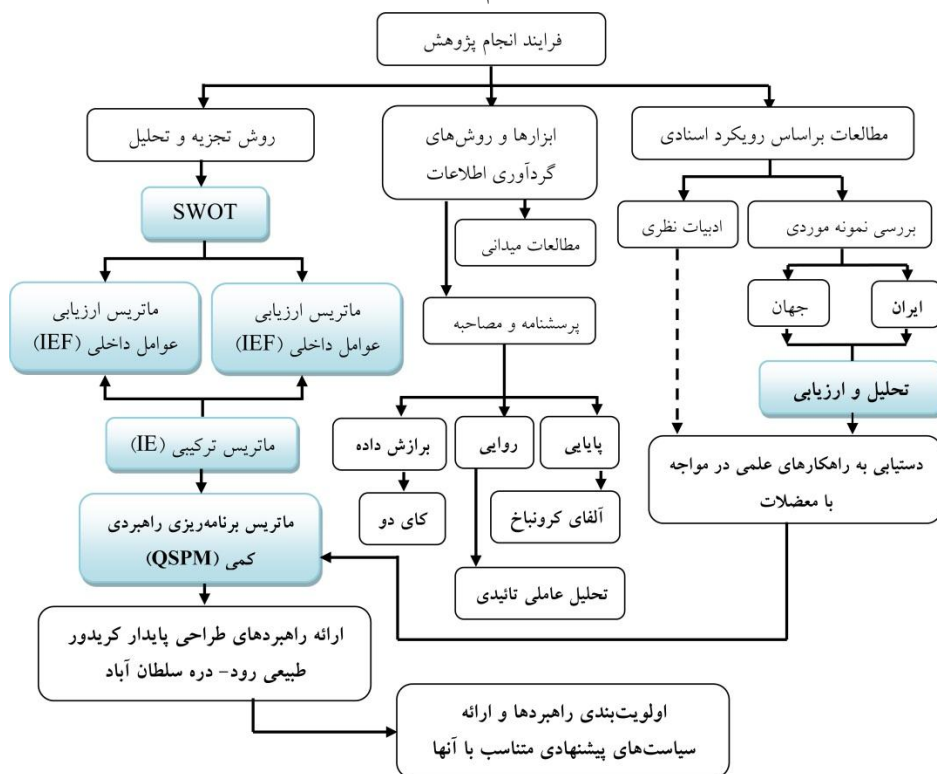 فرایند انجام پژوهش
مطالعات براساس رویکرد اسنادی
ابزارها و روش‌های
گردآوری اطلاعات
روش تجزیه و تحلیل
بررسی نمونه موردی
ادبیات نظری
مطالعات میدانی
SWOT
ایران
جهان
پرسشنامه و مصاحبه
ماتریس ارزیابی
عوامل داخلی (IEF)
ماتریس ارزیابی
عوامل داخلی (IEF)
تحلیل و ارزیابی
پایایی
روایی
برازش داده
ماتریس ترکیبی (IE)
دستیابی به راهکارهای علمی در مواجه
با معضلات
آلفای کرونباخ
کای دو
ماتریس برنامه‌ریزی راهبردی
کمی (QSPM)
تحلیل عاملی تائیدی
ارائه راهبردهای طراحی پایدار کریدور
طبیعی رود- دره سلطان آباد
اولویت‌بندی راهبردها و ارائه
سیاست‌های پیشنهادی متناسب با آنها